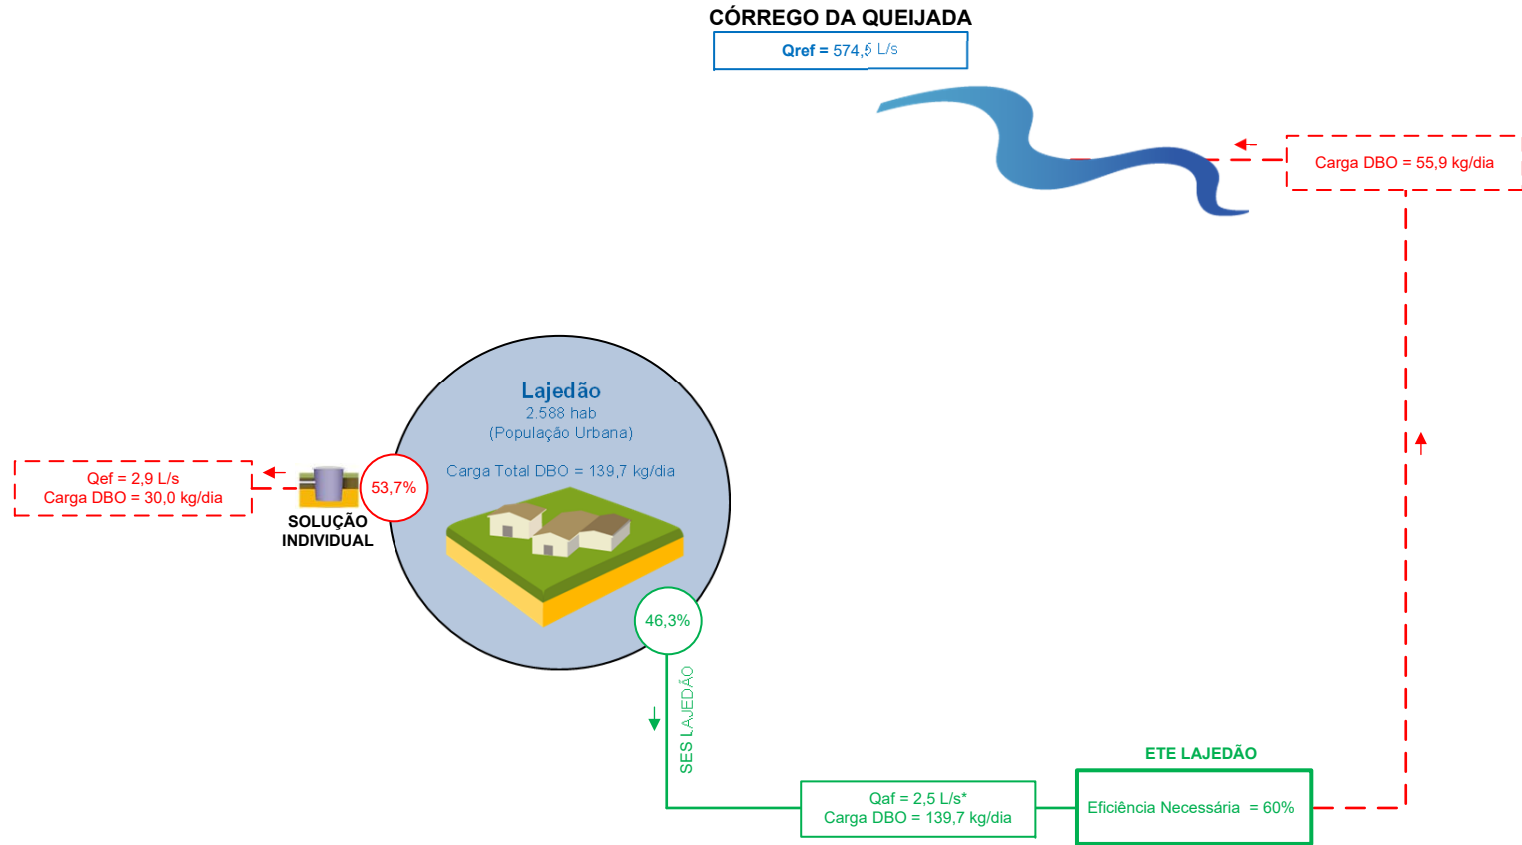 CÓRREGO DA QUEIJADA
Qref = 574,5 L/s
Carga DBO = 55,9 kg/dia
Lajedão
2.588 hab
(População Urbana)
Carga Total DBO = 139,7 kg/dia
Qef = 2,9 L/s
Carga DBO = 30,0 kg/dia
53,7%
SOLUÇÃO
INDIVIDUAL
46,3%
SES LAJEDÃO
ETE LAJEDÃO
Qaf = 2,5 L/s*
Carga DBO = 139,7 kg/dia
Eficiência Necessária = 60%